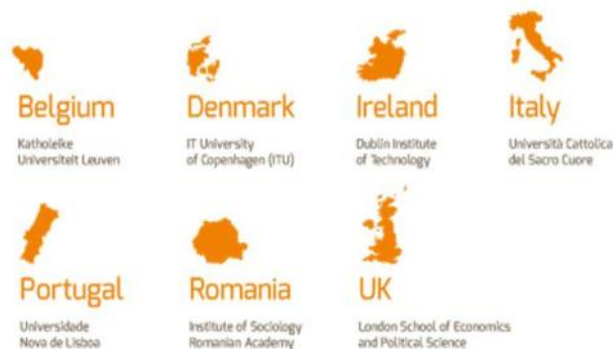 Belgium
Katholeike
Universiteit Leuven
Denmark
IT University
of Copenhagen (ITU)
Ireland
Dublin Institute
of Technology
Italy
Università Cattolica
del Sacro Cuore
Portugal
Universidade
Nova de Lisboa
Romania
Institute of Sociology
Romanian Academy
UK
London School of Economics
and Political Science